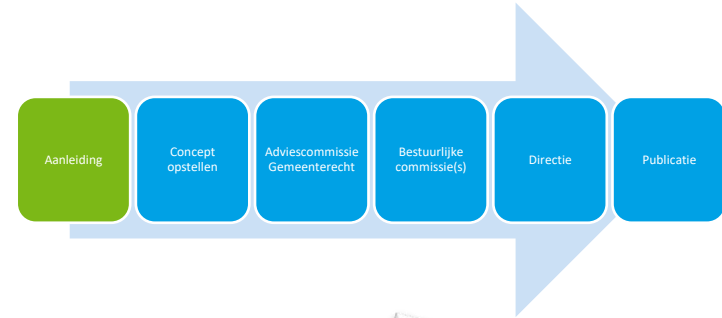 Aanleiding
Concept
opstellen
Adviescommissie
Gemeenterecht
Bestuurlijke
commissie(s)
Directie
Publicatie